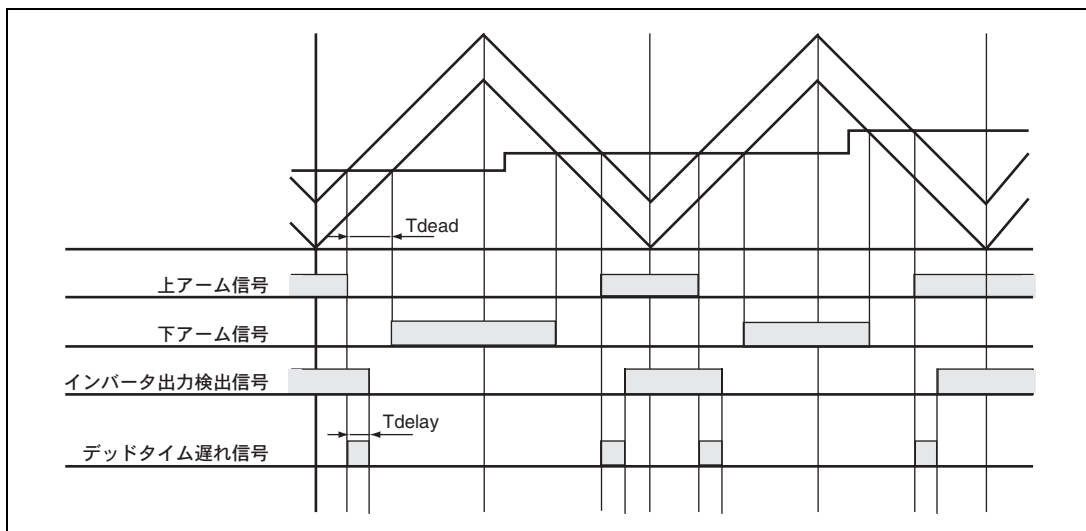 Tdead
上アーム信号
下アーム信号
インバータ出力検出信号
Tdelay
デッドタイム遅れ信号